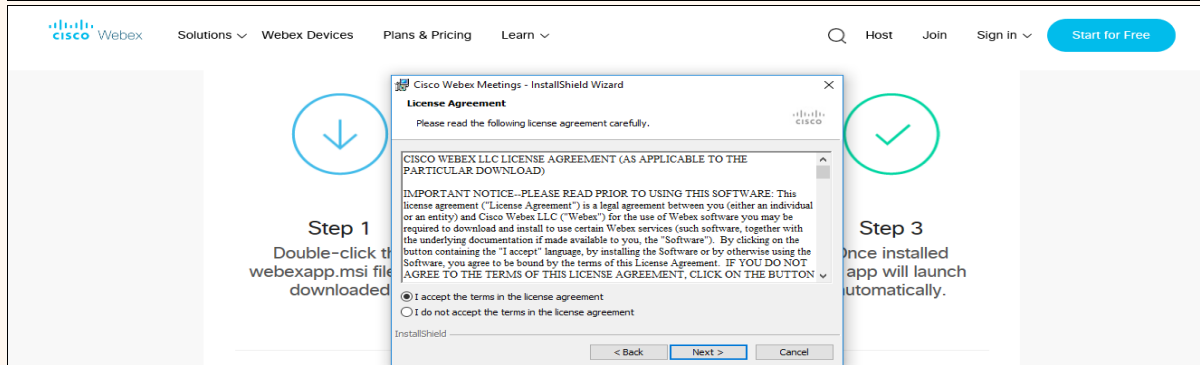 cisco Webex Solutions Webex Devices Plans & Pricing Learn Host Join Sign in Start for Free
Cisco Webex Meetings - InstallShield Wizard
License Agreement
Please read the following license agreement carefully.
cisco
CISCO WEBEX LLC LICENSE AGREEMENT (AS APPLICABLE TO THE
PARTICULAR DOWNLOAD)
IMPORTANT NOTICE--PLEASE READ PRIOR TO USING THIS SOFTWARE: This
license agreement ("License Agreement") is a legal agreement between you (either an individual
or an entity) and Cisco Webex LLC ("Webex") for the use of Webex software you may be
required to download and install to use certain Webex services (such software, together with
the underlying documentation if made available to you, the "Software"). By clicking on the
button containing the "I accept" language, by installing the Software or by otherwise using the
Software, you agree to be bound by the terms of this License Agreement. IF YOU DO NOT
AGREE TO THE TERMS OF THIS LICENSE AGREEMENT, CLICK ON THE BUTTON
I accept the terms in the license agreement
I do not accept the terms in the license agreement
InstallShield
< Back Next > Cancel
Step 1
Double-click
webexapp.msi
downloaded
Step 3
installed
app will launch
automatically.